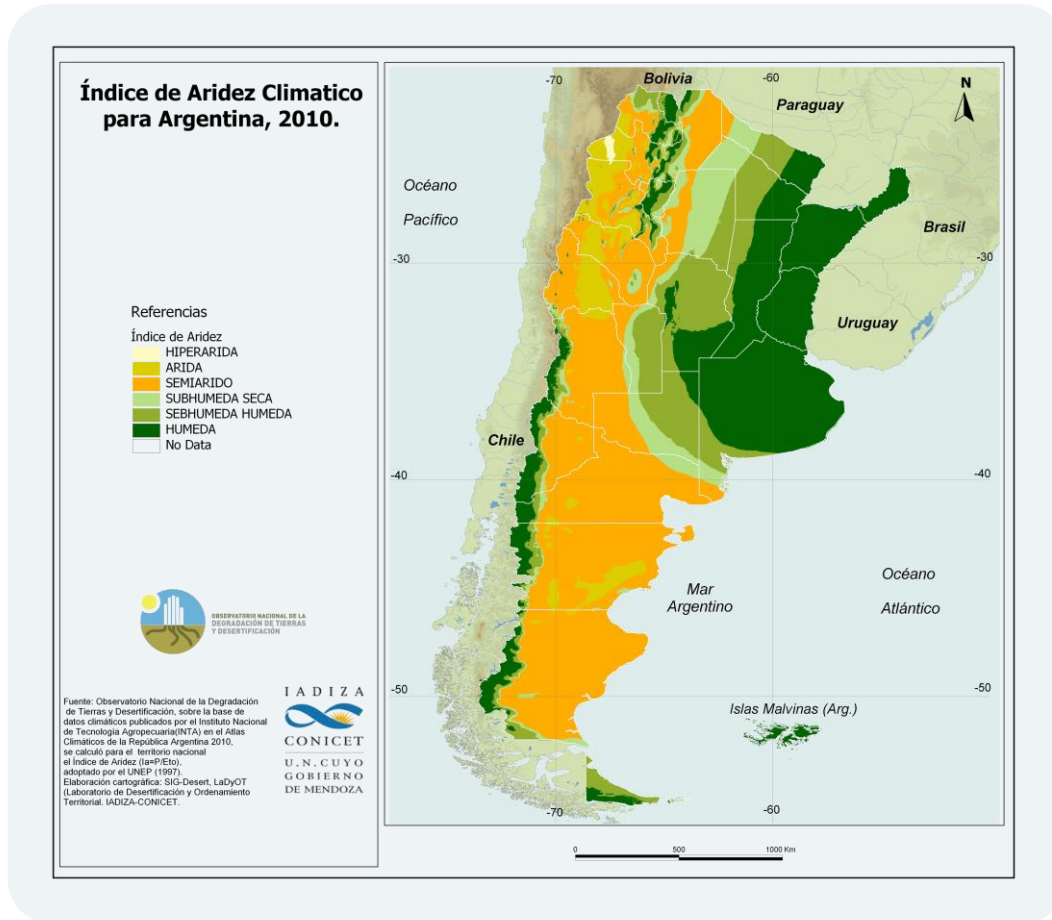 Índice de Aridez Climatico
para Argentina, 2010.
Referencias
Índice de Aridez
HIPERARIDA
ARIDA
SEMIARIDO
SUBHUMEDA SECA
SEBHUMEDA HUMEDA
HUMEDA
No Data
OBSERVATORIO NACIONAL DE LA
DEGRADACIÓN DE TIERRAS
Y DESERTIFICACIÓN
Fuente: Observatorio Nacional de la Degradación
de Tierras y Desertificación, sobre la base de
datos climáticos publicados por el Instituto Nacional
de Tecnología Agropecuaria(INTA) en el Atlas
Climáticos de la República Argentina 2010,
se calculó para el territorio nacional
el Índice de Aridez (Ia=P/Eto),
adoptado por el UNEP (1997).
Elaboración cartográfica: SIG-Desert, LaDyOT
(Laboratorio de Desertificación y Ordenamiento
Territorial. IADIZA-CONICET.
IADIZA
CONICET
U.N.CUYO
GOBIERNO
DE MENDOZA
-70
Bolivia
-60
N
Paraguay
Océano
Pacífico
Brasil
-30
-30
Uruguay
Chile
-40
-40
Mar
Argentino
Océano
Atlántico
-50
-50
Islas Malvinas (Arg.)
-70
-60
0
500
1000 Km